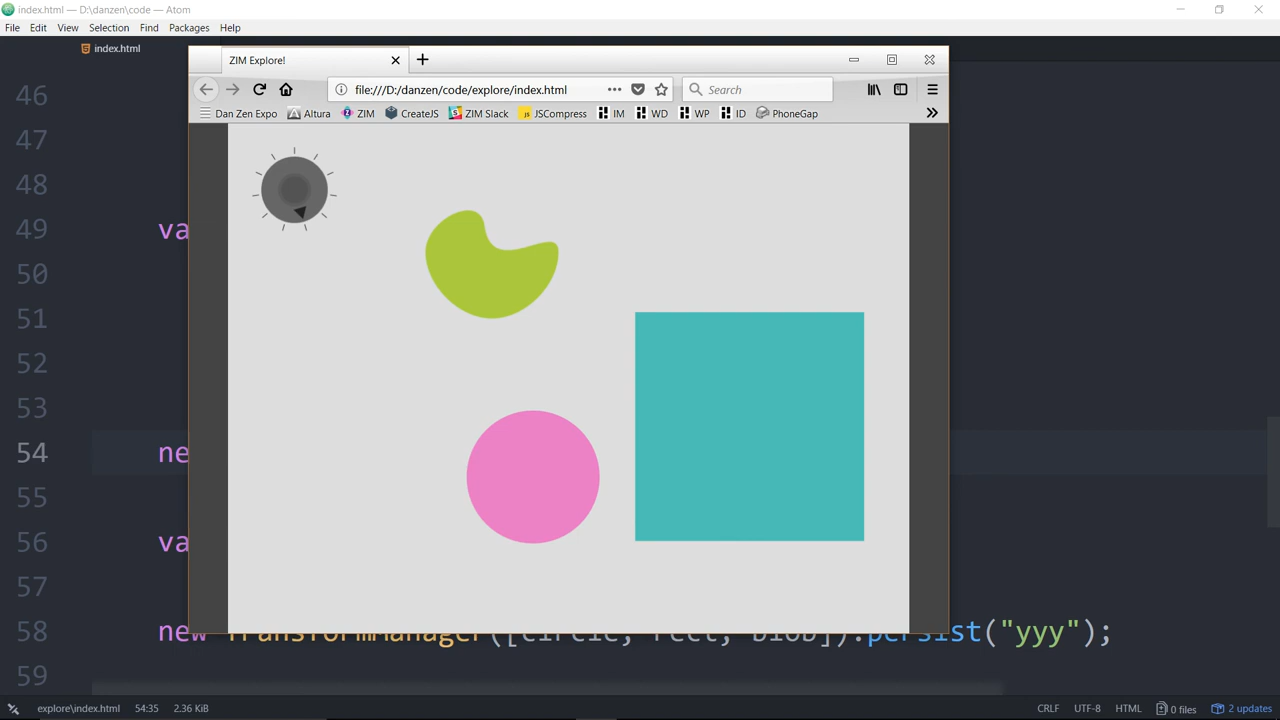 index.html — D:\danzen\code — Atom
File Edit View Selection Find Packages Help
index.html
ZIM Explore!
file:///D:/danzen/code/explore/index.html
Search
Dan Zen Expo Altura ZIM CreateJS ZIM Slack JSCompress IM WD WP ID PhoneGap
46
47
48
49 va
50
51
52
53
54 ne
55
56 va
57
58 new TransformManager([circle, rect, blob]).persist("yyy");
59
explore\index.html 54:35 2.36 KiB CRLF UTF-8 HTML 0 files 2 updates